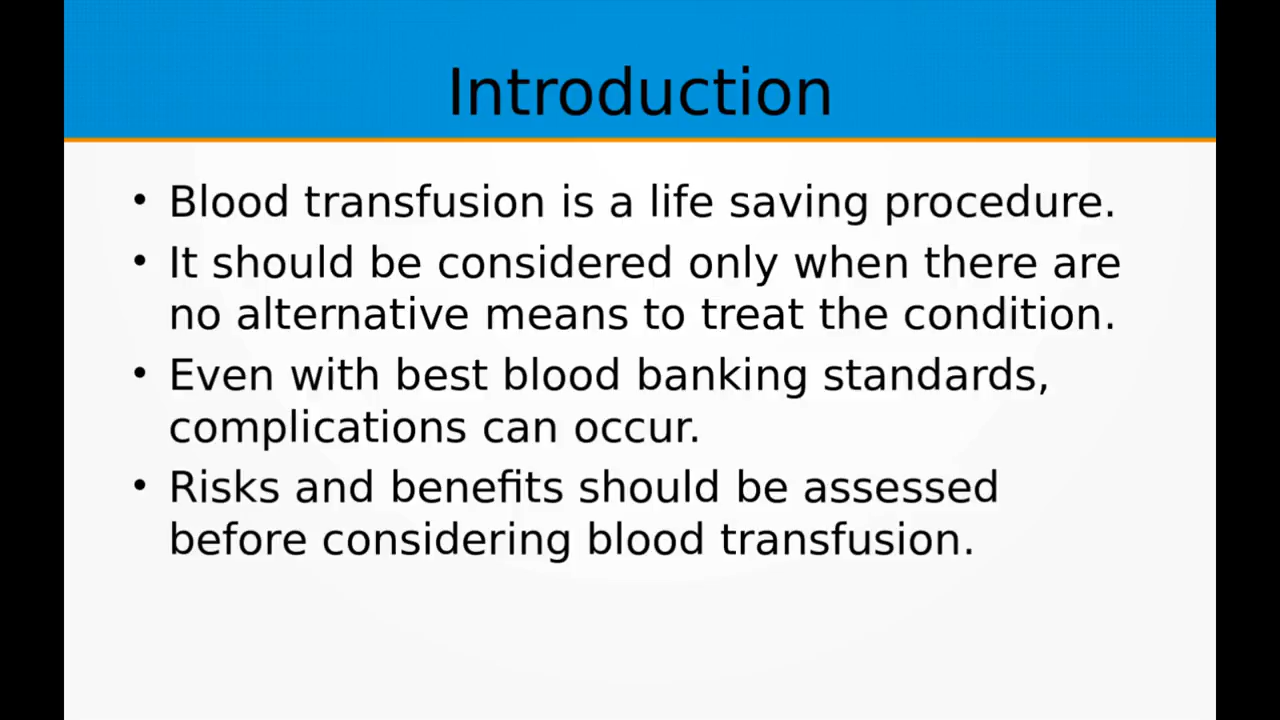 Introduction
• Blood transfusion is a life saving procedure.
• It should be considered only when there are
no alternative means to treat the condition.
• Even with best blood banking standards,
complications can occur.
• Risks and benefits should be assessed
before considering blood transfusion.